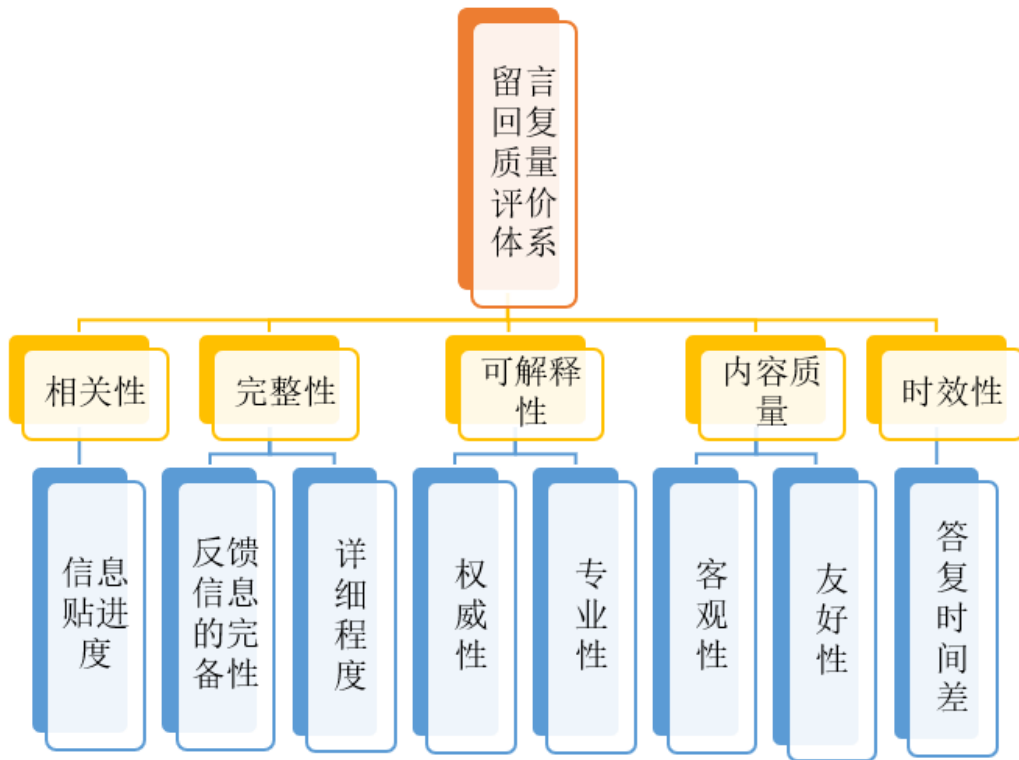 留言
回复
质量
评价
体系
相关性
完整性
可解释
性
内容质
量
时效性
信息
贴进
度
反馈
信息
的完
备性
详
细
程
度
权
威
性
专
业
性
客
观
性
友
好
性
答
复
时
间
差